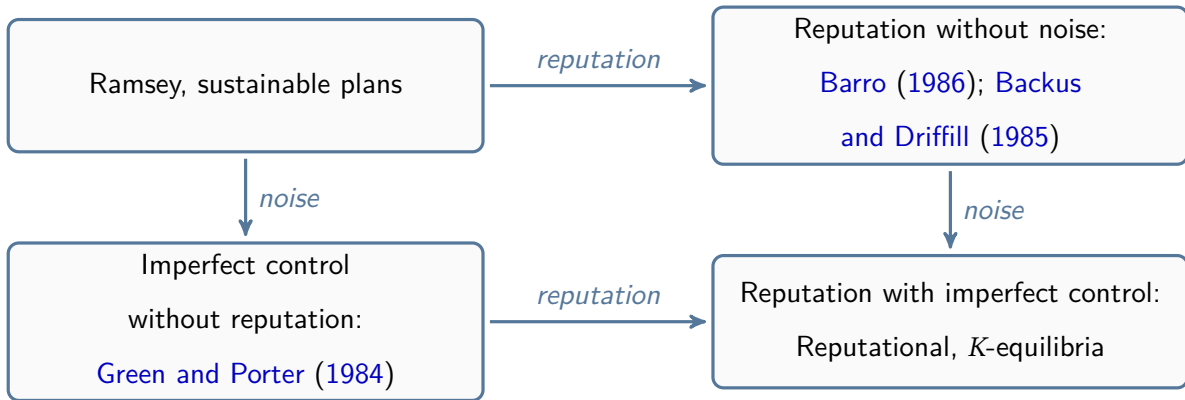 Ramsey, sustainable plans
reputation
Reputation without noise:
Barro (1986); Backus
and Driffill (1985)
noise
noise
Imperfect control
without reputation:
Green and Porter (1984)
reputation
Reputation with imperfect control:
Reputational, K-equilibria